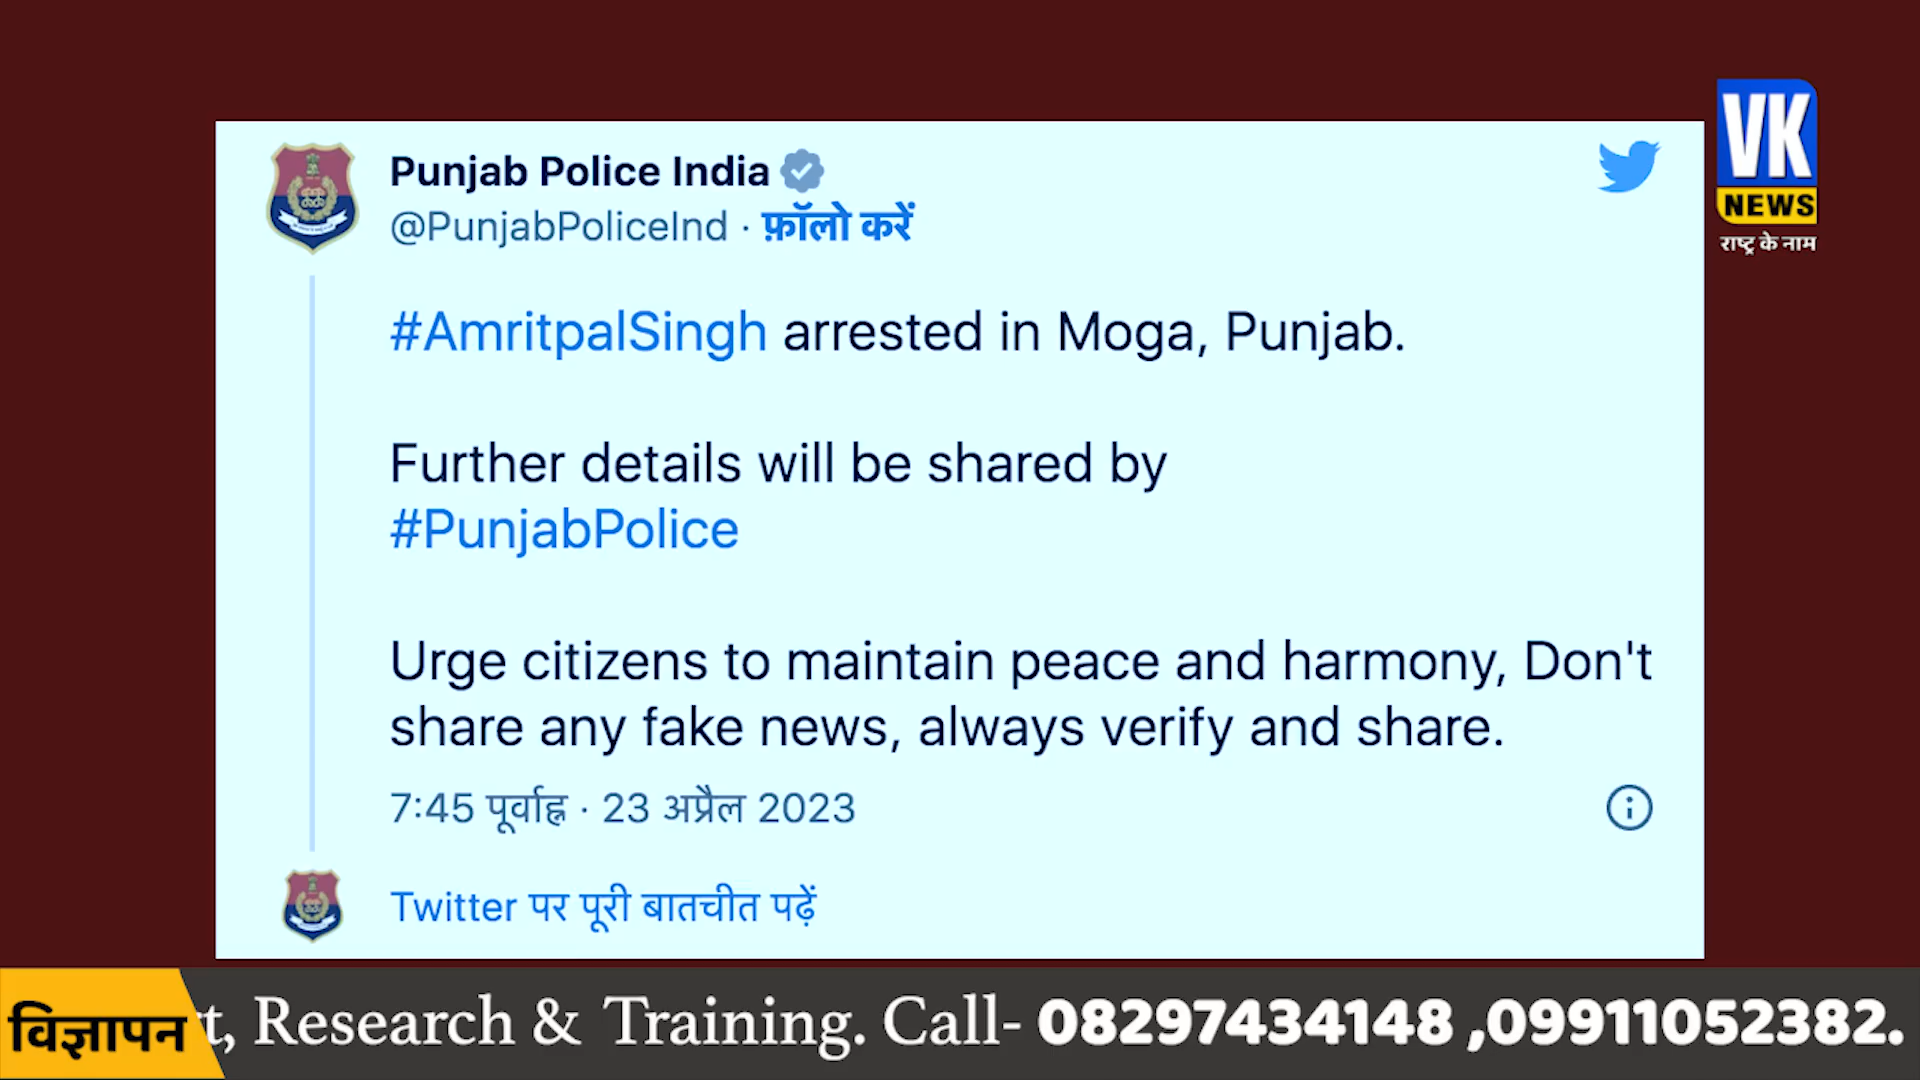 Punjab Police India
@PunjabPoliceInd · फ़ॉलो करें
#AmritpalSingh arrested in Moga, Punjab.
Further details will be shared by
#PunjabPolice
Urge citizens to maintain peace and harmony, Don't
share any fake news, always verify and share.
7:45 पूर्वाह्न · 23 अप्रैल 2023
Twitter पर पूरी बातचीत पढ़ें
VK
NEWS
राष्ट्र के नाम
विज्ञापन
t, Research & Training. Call- 08297434148 ,09911052382.